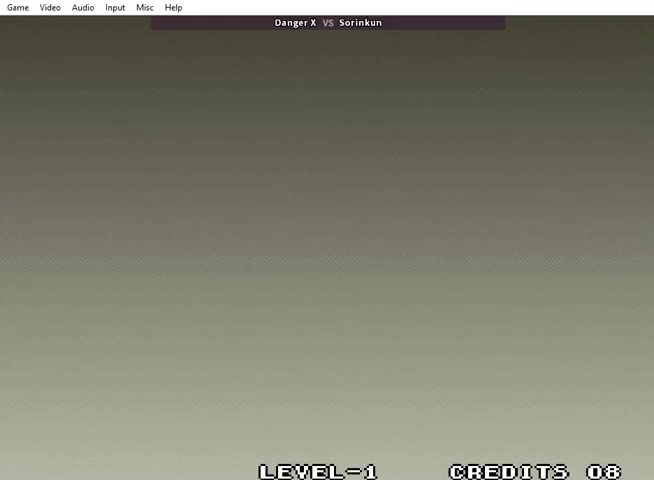 Game Video Audio Input Misc Help
Danger X VS Sorinkun
LEVEL-1 CREDITS 08